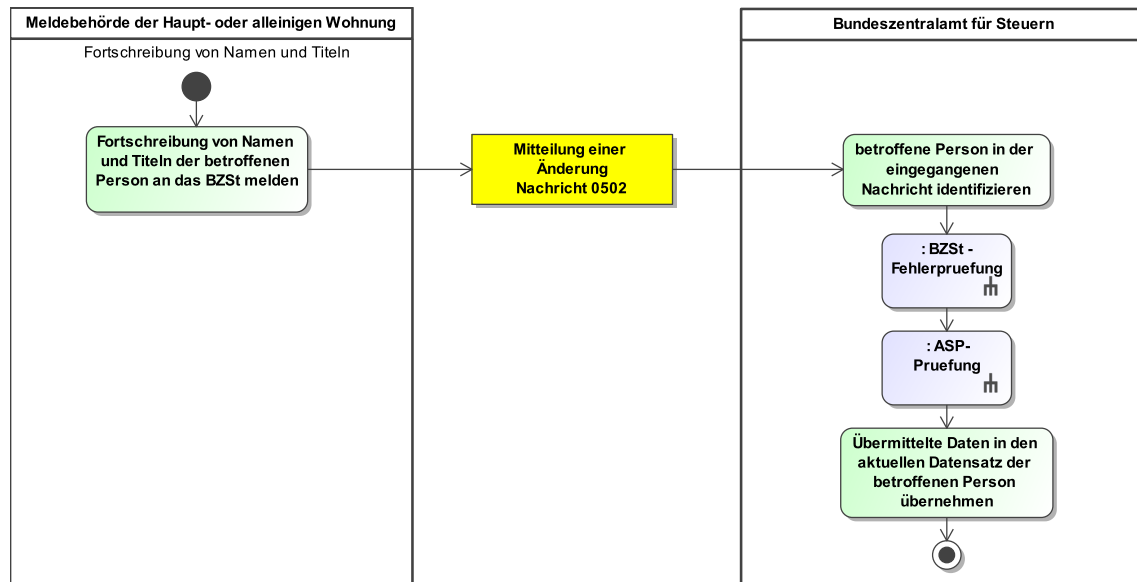 Meldebehörde der Haupt- oder alleinigen Wohnung
Fortschreibung von Namen und Titeln
Fortschreibung von Namen
und Titeln der betroffenen
Person an das BZSt melden
Mitteilung einer
Änderung
Nachricht 0502
Bundeszentralamt für Steuern
betroffene Person in der
eingegangenen
Nachricht identifizieren
: BZSt -
Fehlerpruefung
: ASP-
Pruefung
Übermittelte Daten in den
aktuellen Datensatz der
betroffenen Person
übernehmen